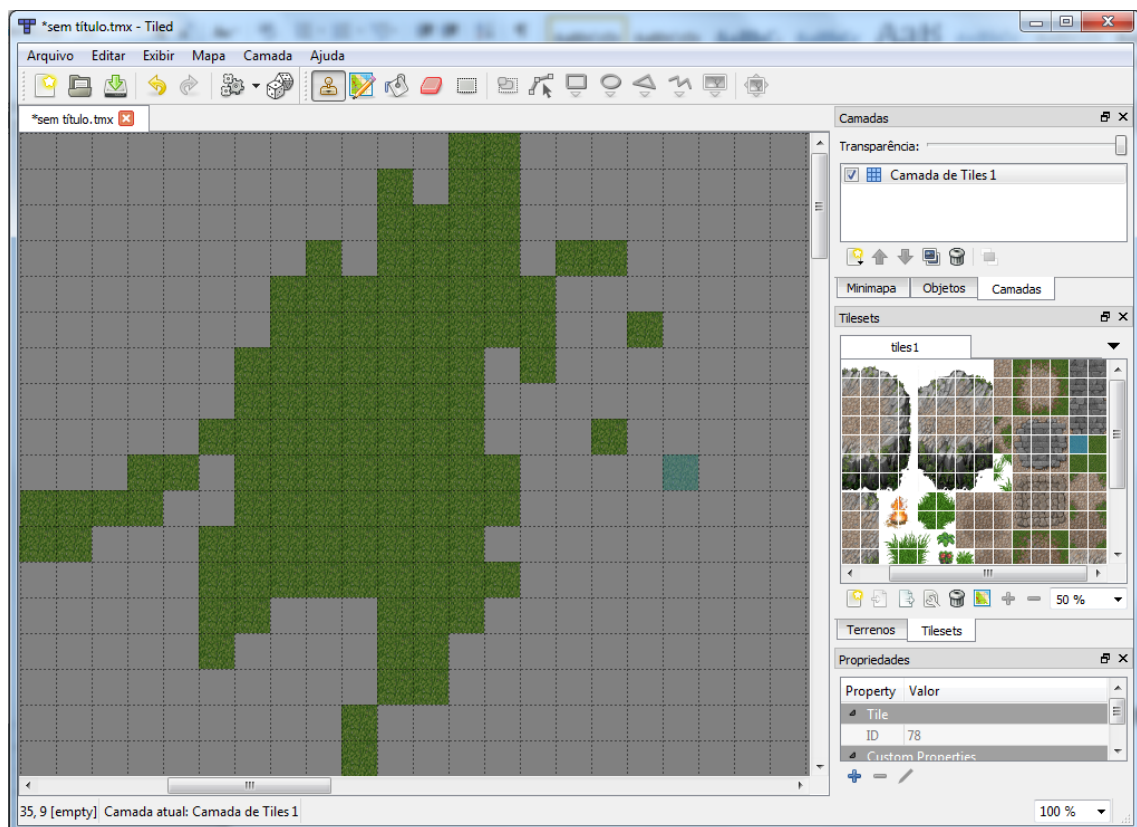 *sem título.tmx - Tiled
Arquivo Editar Exibir Mapa Camada Ajuda
*sem título.tmx
Camadas
Transparência:
Camada de Tiles 1
Minimapa Objetos Camadas
Tilesets
tiles1
50 %
Terrenos Tilesets
Propriedades
Property Valor
Tile
ID 78
Custom Properties
35, 9 [empty] Camada atual: Camada de Tiles 1
100 %